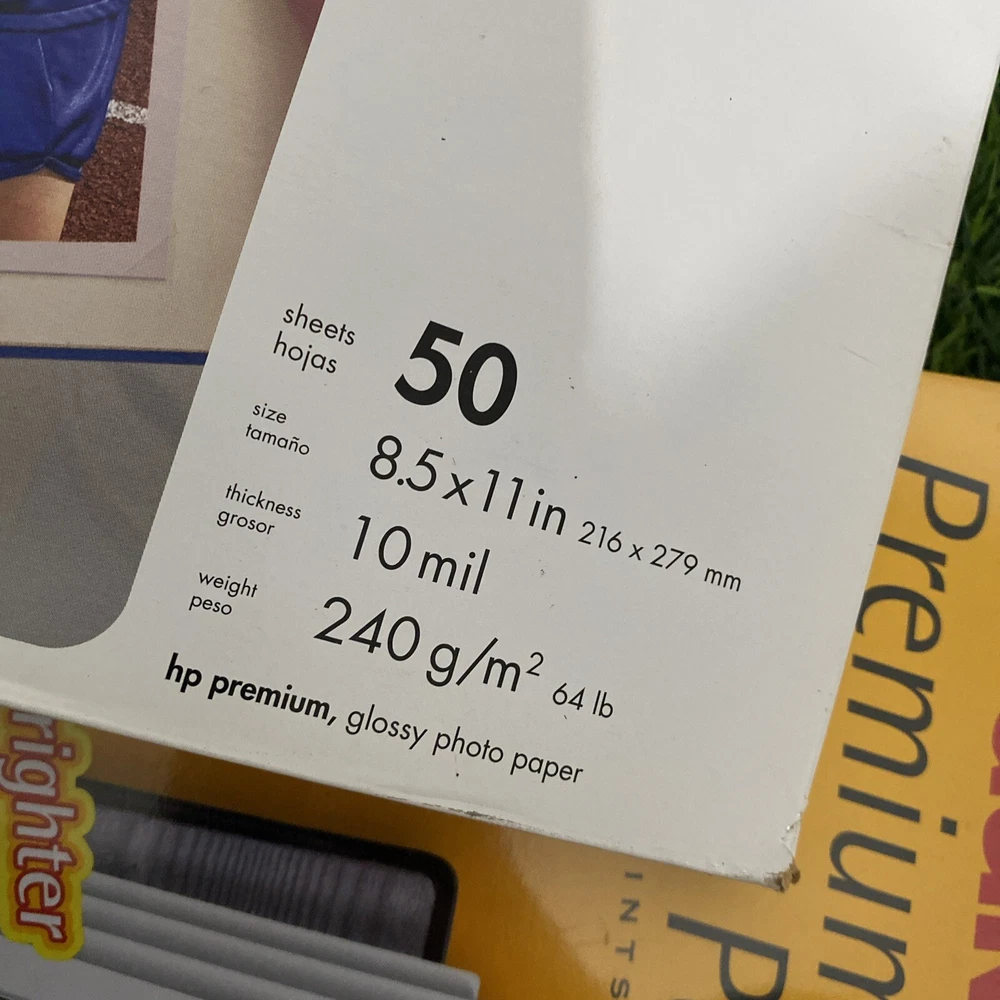 sheets
hojas
50
size
tamaño
8.5 x 11 in 216 x 279 mm
thickness
grosor
10 mil
weight
peso
240 g/m² 64 lb
hp premium, glossy photo paper
Premium